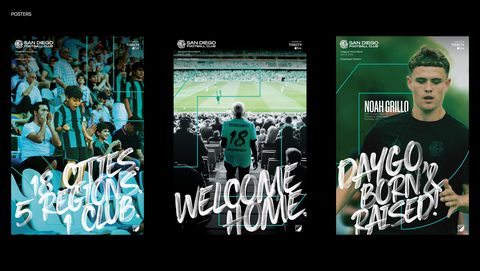 POSTERS
SAN DIEGO
FOOTBALL CLUB
18 CITIES.
5 REGIONS.
1 CLUB.
SAN DIEGO
FOOTBALL CLUB
18
WELCOME
HOME.
SAN DIEGO
FOOTBALL CLUB
NOAH GRILLO
DAYGO
BORN &
RAISED!